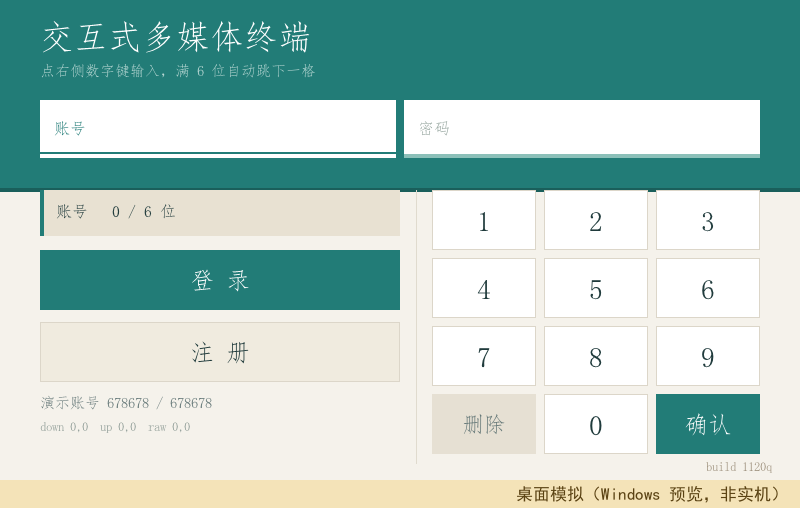 交互式多媒体终端
点右侧数字键输入, 满 6 位自动跳下一格
账号
密码
账号 0 / 6 位
登 录
注 册
演示账号 678678 / 678678
down 0,0 up 0,0 raw 0,0
1 2 3
4 5 6
7 8 9
删除 0 确认
build 1120q
桌面模拟（Windows 预览，非实机）